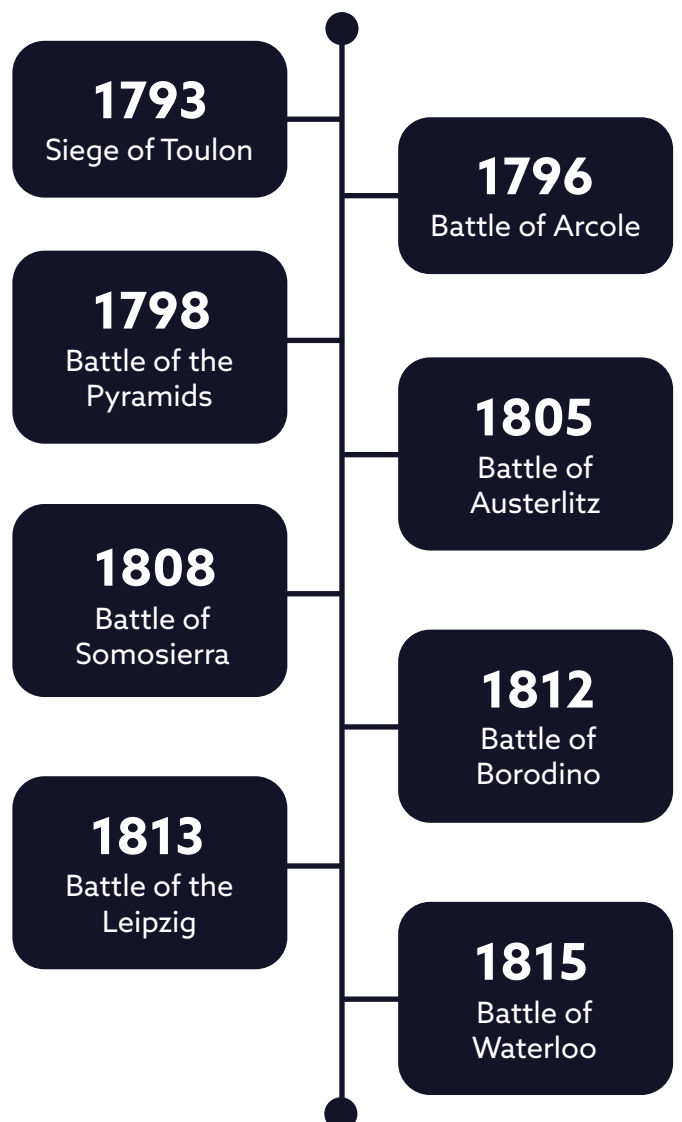 1793
Siege of Toulon
1796
Battle of Arcole
1798
Battle of the
Pyramids
1805
Battle of
Austerlitz
1808
Battle of
Somosierra
1812
Battle of
Borodino
1813
Battle of the
Leipzig
1815
Battle of
Waterloo